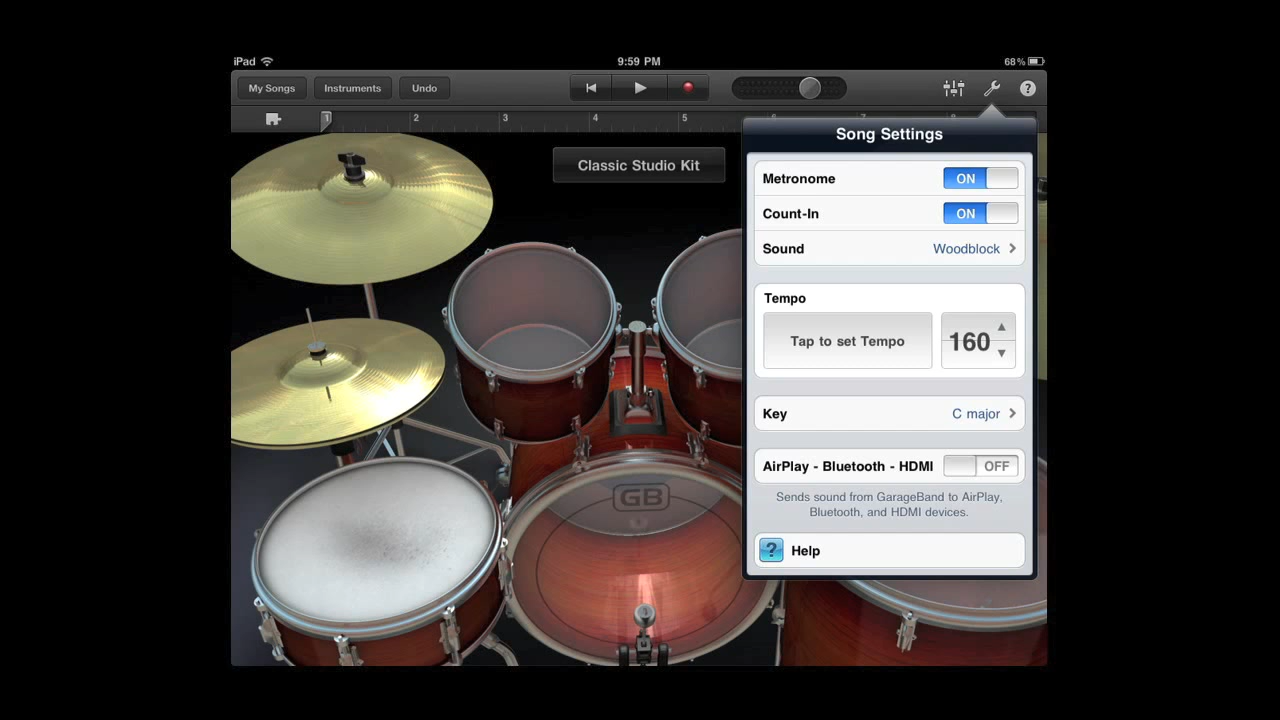 iPad 9:59 PM 68%
My Songs Instruments Undo ?
1 2 3 4 5
Classic Studio Kit
Song Settings
Metronome ON
Count-In ON
Sound Woodblock
Tempo
Tap to set Tempo 160
Key C major
AirPlay - Bluetooth - HDMI OFF
Sends sound from GarageBand to AirPlay,
Bluetooth, and HDMI devices.
? Help
GB